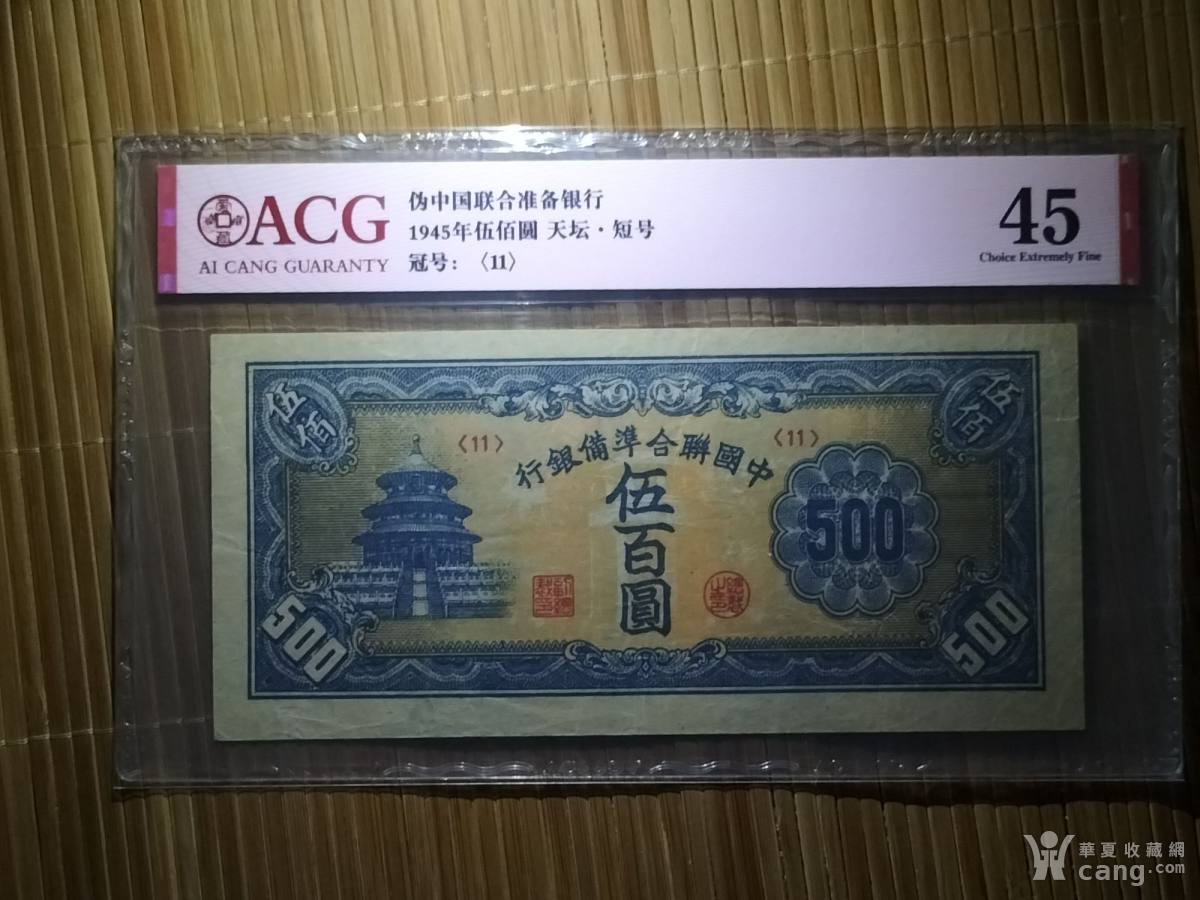 ACG
AI CANG GUARANTY
伪中国联合准备银行
1945年伍佰圆 天坛·短号
冠号：〈11〉
45
Choice Extremely Fine
伍佰
伍佰
〈11〉
〈11〉
行銀備準合聯國中
伍百圓
500
500
500
華夏收藏網
cang.com